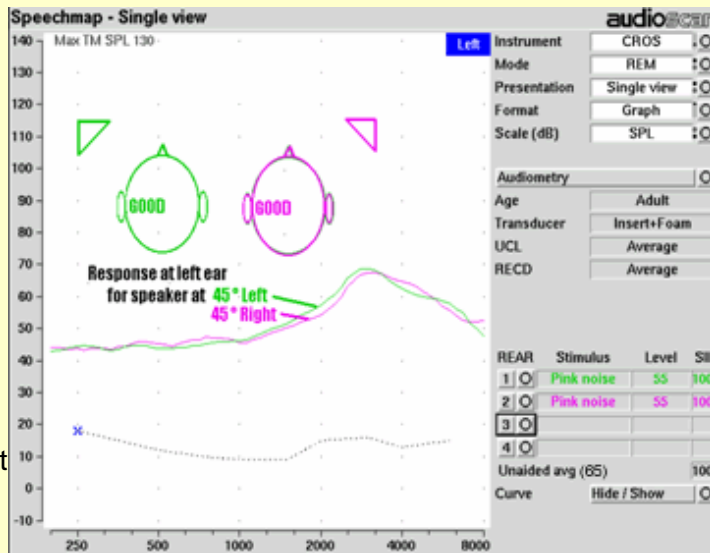 Speechmap - Single view
audioscan
Max TM SPL 130
Left
Instrument CROS
Mode REM
Presentation Single view
Format Graph
Scale (dB) SPL
Audiometry
Age Adult
Transducer Insert+Foam
UCL Average
RECD Average
140
130
120
110
100
90
80
70
60
50
40
30
20
10
0
-10
GOOD
GOOD
Response at left ear
for speaker at 45° Left
45° Right
REAR Stimulus Level SII
1 Pink noise 55 100
2 Pink noise 55 100
3
4
Unaided avg (65) 100
Curve Hide / Show
t
250 500 1000 2000 4000 8000